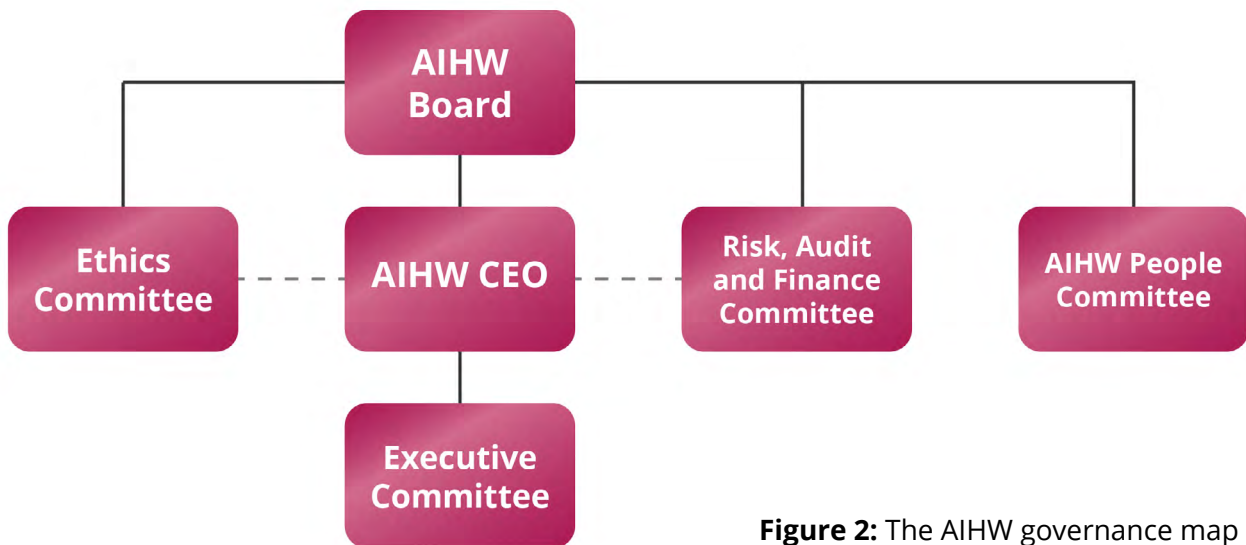 AIHW
Board
Ethics
Committee
AIHW CEO
Risk, Audit
and Finance
Committee
AIHW People
Committee
Executive
Committee
Figure 2: The AIHW governance map